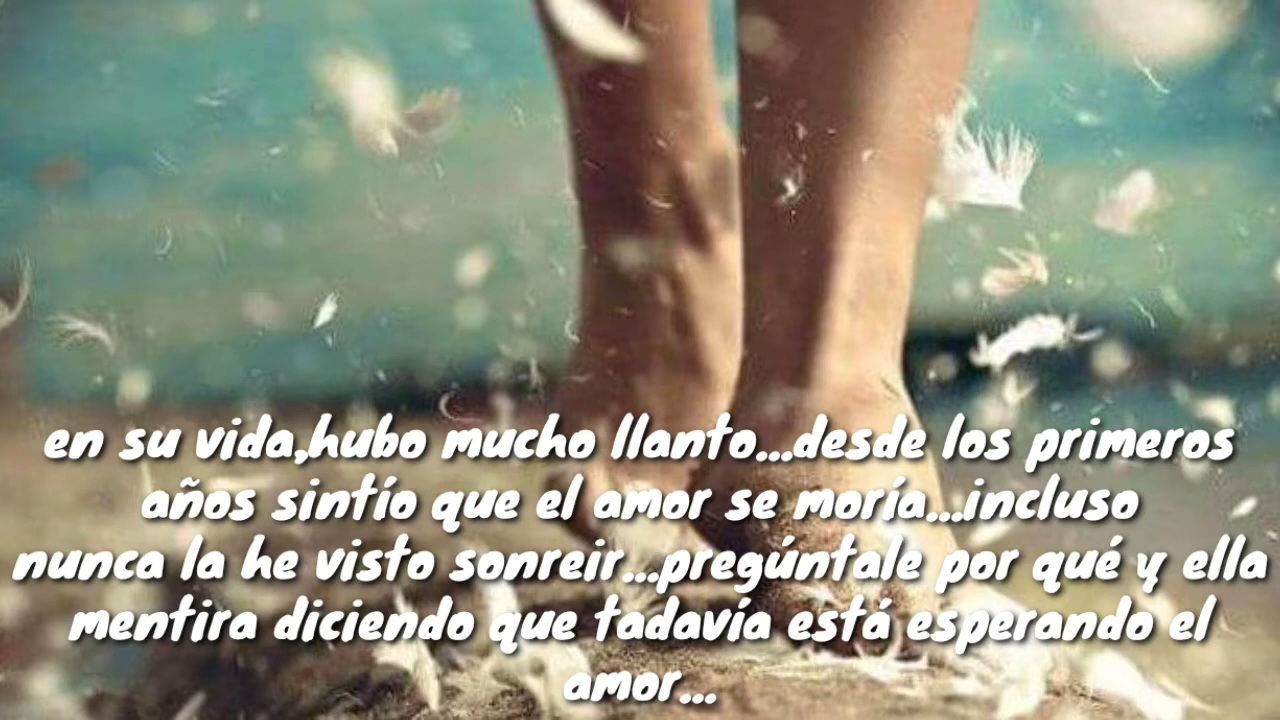 en su vida,hubo mucho llanto...desde los primeros
años sintío que el amor se moría...incluso
nunca la he visto sonreir...pregúntale por qué y ella
mentira diciendo que tadavía está esperando el
amor...